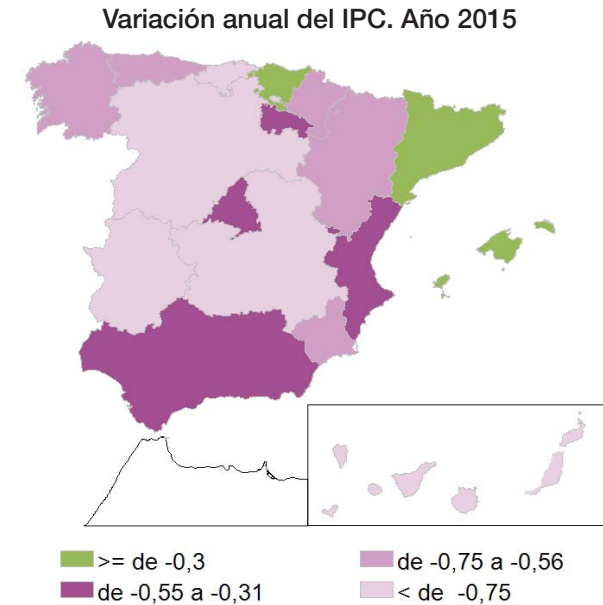 Variación anual del IPC. Año 2015
>= de -0,3
de -0,75 a -0,56
de -0,55 a -0,31
< de -0,75